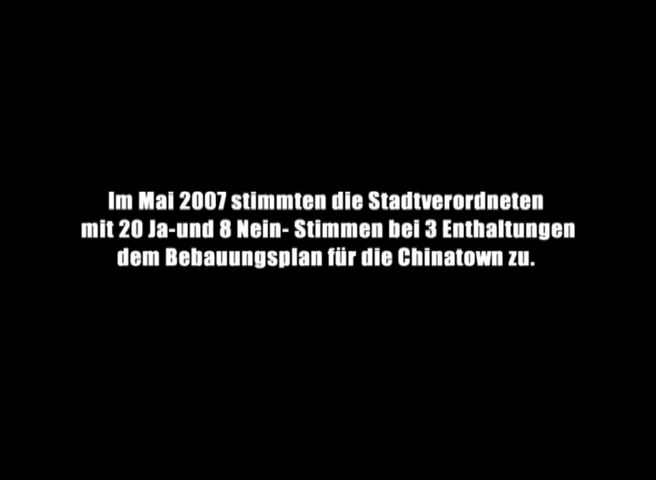 Im Mai 2007 stimmten die Stadtverordneten
mit 20 Ja-und 8 Nein- Stimmen bei 3 Enthaltungen
dem Bebauungsplan für die Chinatown zu.